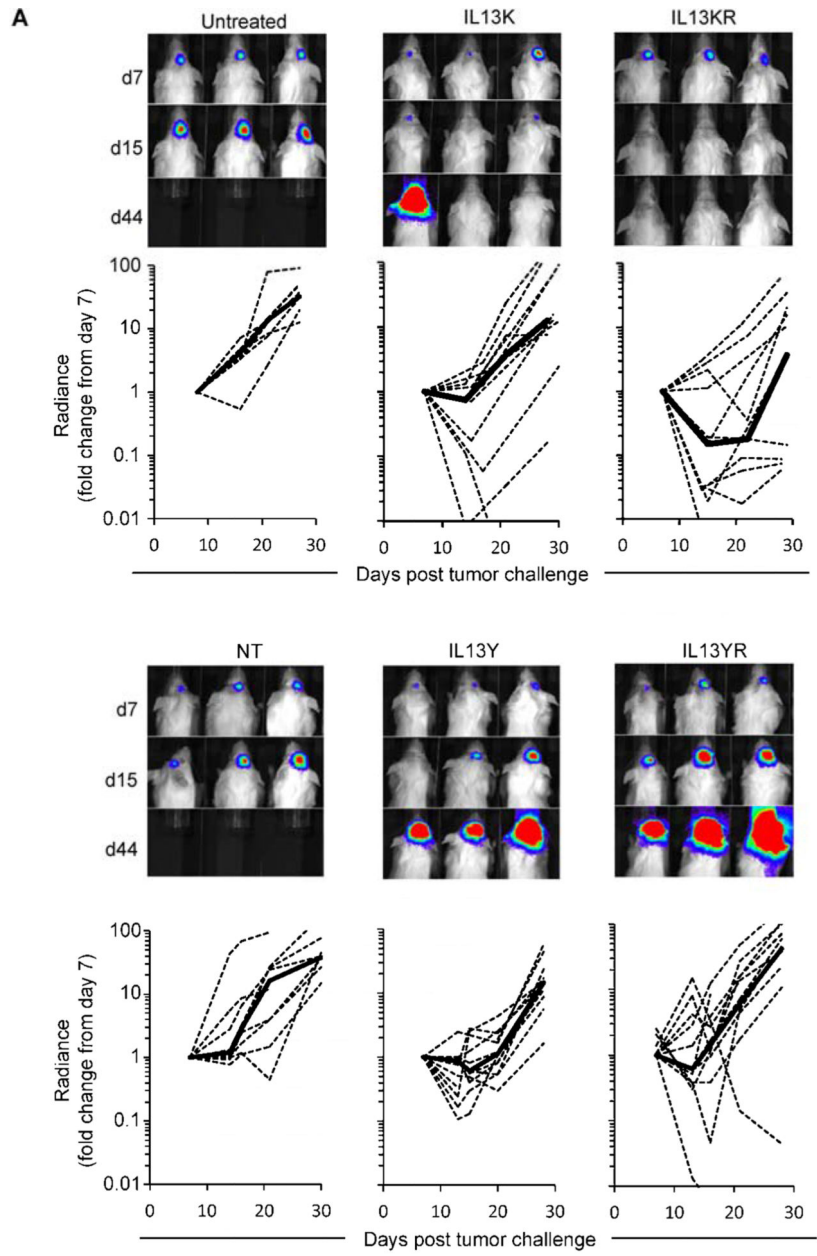 A
Untreated IL13K IL13KR
d7
d15
d44
100
10
1
0.1
0.01
Radiance
(fold change from day 7)
0 10 20 30 0 10 20 30 0 10 20 30
Days post tumor challenge
NT IL13Y IL13YR
d7
d15
d44
100
10
1
0.1
0.01
Radiance
(fold change from day 7)
0 10 20 30 0 10 20 30 0 10 20 30
Days post tumor challenge